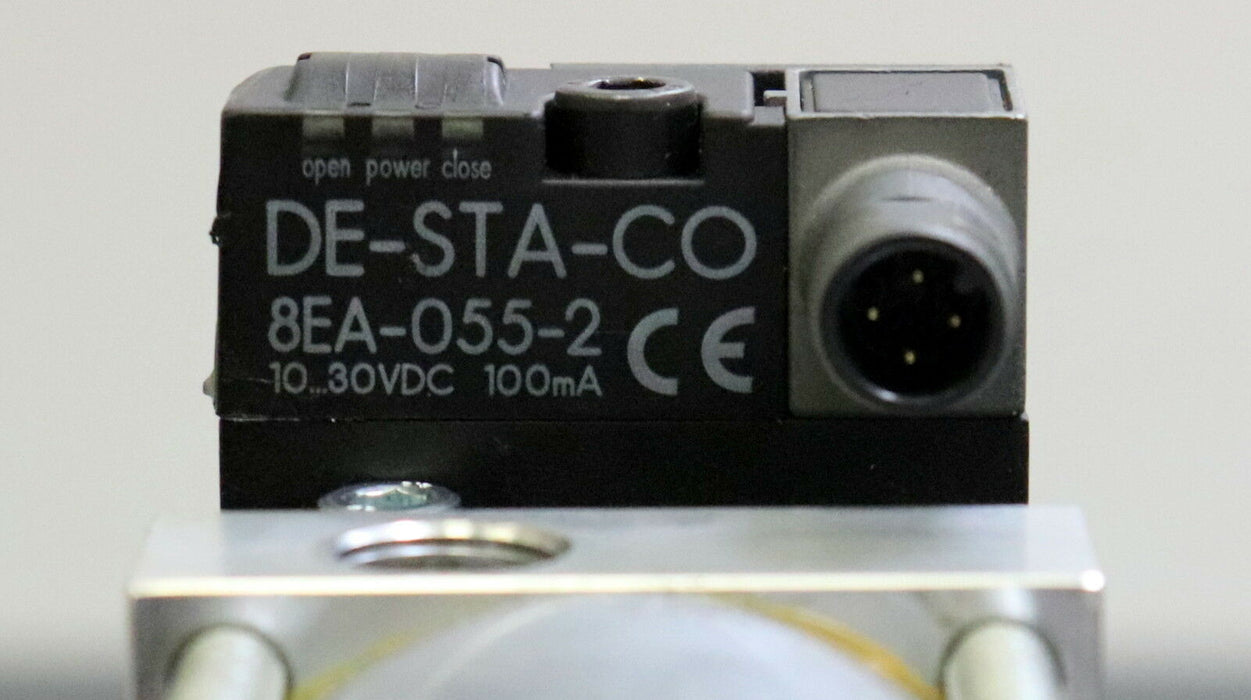 open power close
DE-STA-CO
8EA-055-2
10...30VDC 100mA
CE